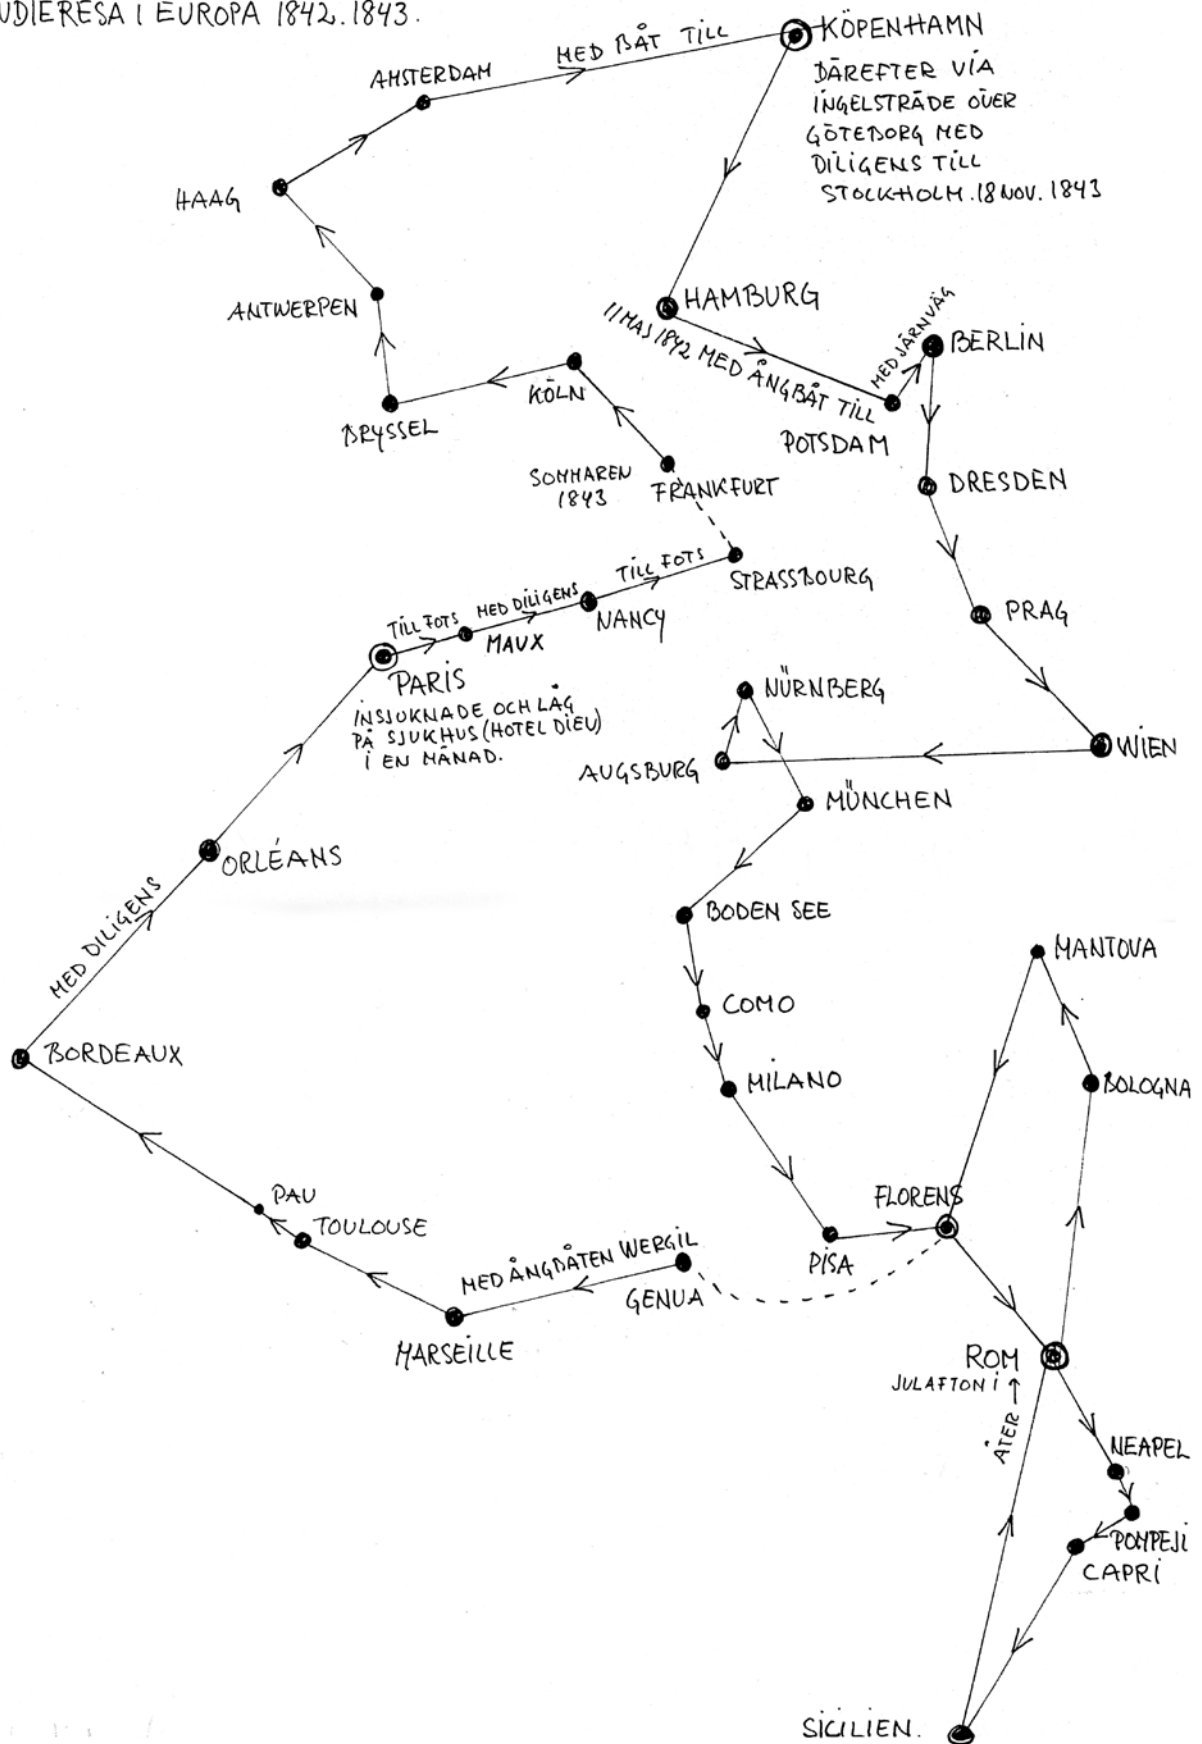 UDIERESA I EUROPA 1842.1843.
MED BÅT TILL
KÖPENHAMN
DÄREFTER VIA
INGELSTRÄDE ÖVER
GÖTEBORG MED
DILIGENS TILL
STOCKHOLM. 18 NOV. 1843
AMSTERDAM
HAAG
ANTWERPEN
HAMBURG
11 MAJ 1842 MED ÅNGBÅT TILL
MED JÄRNVÄG
BERLIN
KÖLN
BRYSSEL
POTSDAM
SOMMAREN
1843
FRANKFURT
DRESDEN
TILL FOTS
STRASSBOURG
MED DILIGENS
NANCY
TILL FOTS
MAUX
PRAG
PARIS
INSJUKNADE OCH LÅG
PÅ SJUKHUS (HOTEL DIEU)
I EN MÅNAD.
NÜRNBERG
WIEN
AUGSBURG
MÜNCHEN
ORLÉANS
MED DILIGENS
BODEN SEE
MANTOVA
COMO
BORDEAUX
MILANO
BOLOGNA
PAU
TOULOUSE
FLORENS
PISA
MED ÅNGBÅTEN WERGIL
GENUA
MARSEILLE
ROM
JULAFTON I
ÅTER
NEAPEL
POMPEJI
CAPRI
SICILIEN.